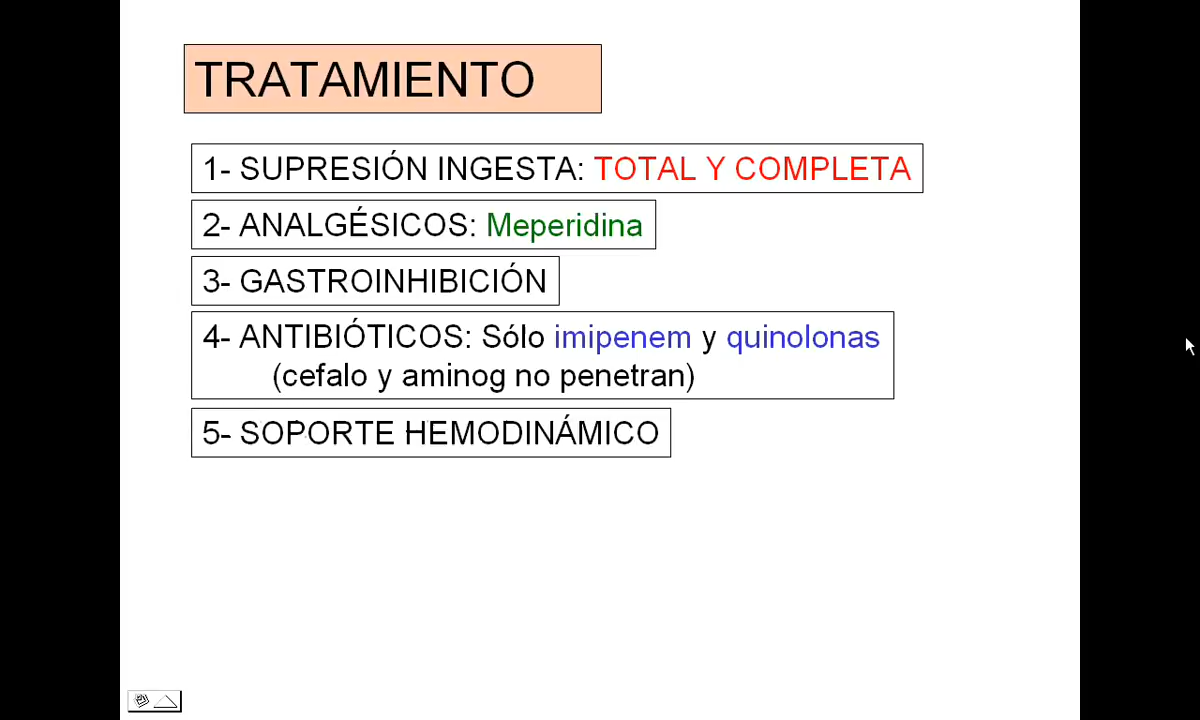 TRATAMIENTO
1- SUPRESIÓN INGESTA: TOTAL Y COMPLETA
2- ANALGÉSICOS: Meperidina
3- GASTROINHIBICIÓN
4- ANTIBIÓTICOS: Sólo imipenem y quinolonas
(cefalo y aminog no penetran)
5- SOPORTE HEMODINÁMICO